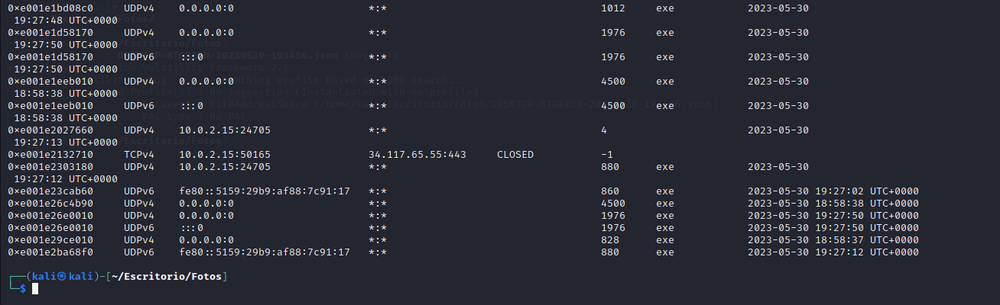 0×e001e1bd08c0 UDPv4 0.0.0.0:0 *:* 1012 exe 2023-05-30
19:27:48 UTC+0000
0×e001e1d58170 UDPv4 0.0.0.0:0 *:* 1976 exe 2023-05-30
19:27:50 UTC+0000
0×e001e1d58170 UDPv6 :::0 *:* 1976 exe 2023-05-30
19:27:50 UTC+0000
0×e001e1eeb010 UDPv4 0.0.0.0:0 *:* 4500 exe 2023-05-30
18:58:38 UTC+0000
0×e001e1eeb010 UDPv6 :::0 *:* 4500 exe 2023-05-30
18:58:38 UTC+0000
0×e001e2027660 UDPv4 10.0.2.15:24705 *:* 4 2023-05-30
19:27:13 UTC+0000
0×e001e2132710 TCPv4 10.0.2.15:50165 34.117.65.55:443 CLOSED -1
0×e001e2303180 UDPv4 10.0.2.15:24705 *:* 880 exe 2023-05-30
19:27:12 UTC+0000
0×e001e23cab60 UDPv6 fe80::5159:29b9:af88:7c91:17 *:* 860 exe 2023-05-30 19:27:02 UTC+0000
0×e001e26c4b90 UDPv4 0.0.0.0:0 *:* 4500 exe 2023-05-30 18:58:38 UTC+0000
0×e001e26e0010 UDPv4 0.0.0.0:0 *:* 1976 exe 2023-05-30 19:27:50 UTC+0000
0×e001e26e0010 UDPv6 :::0 *:* 1976 exe 2023-05-30 19:27:50 UTC+0000
0×e001e29ce010 UDPv4 0.0.0.0:0 *:* 828 exe 2023-05-30 18:58:37 UTC+0000
0×e001e2ba68f0 UDPv6 fe80::5159:29b9:af88:7c91:17 *:* 880 exe 2023-05-30 19:27:12 UTC+0000
┌──(kali㉿kali)-[~/Escritorio/Fotos]
└─$